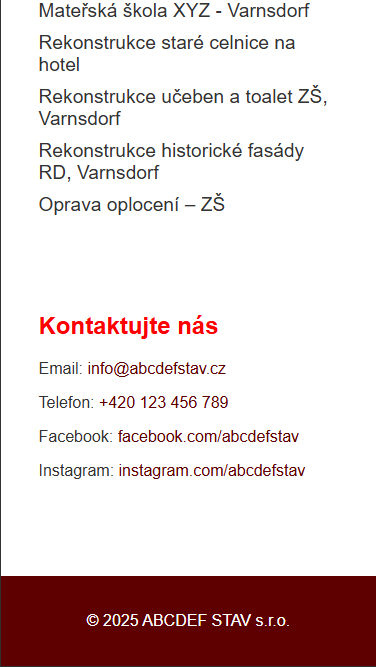 Mateřská škola XYZ - Varnsdorf
Rekonstrukce staré celnice na
hotel
Rekonstrukce učeben a toalet ZŠ,
Varnsdorf
Rekonstrukce historické fasády
RD, Varnsdorf
Oprava oplocení – ZŠ
Kontaktujte nás
Email: info@abcdefstav.cz
Telefon: +420 123 456 789
Facebook: facebook.com/abcdefstav
Instagram: instagram.com/abcdefstav
© 2025 ABCDEF STAV s.r.o.